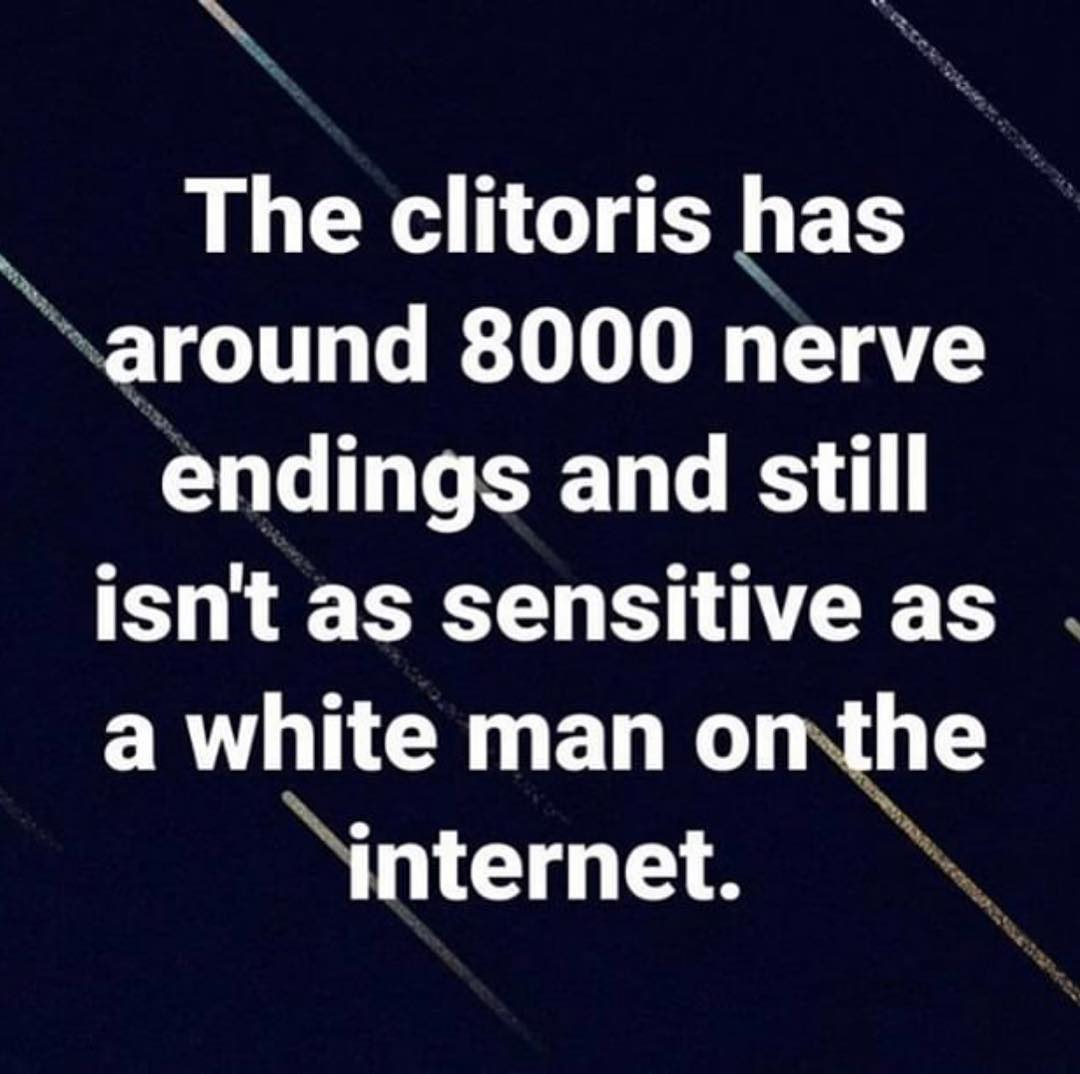 The clitoris has
around 8000 nerve
endings and still
isn't as sensitive as
a white man on the
internet.